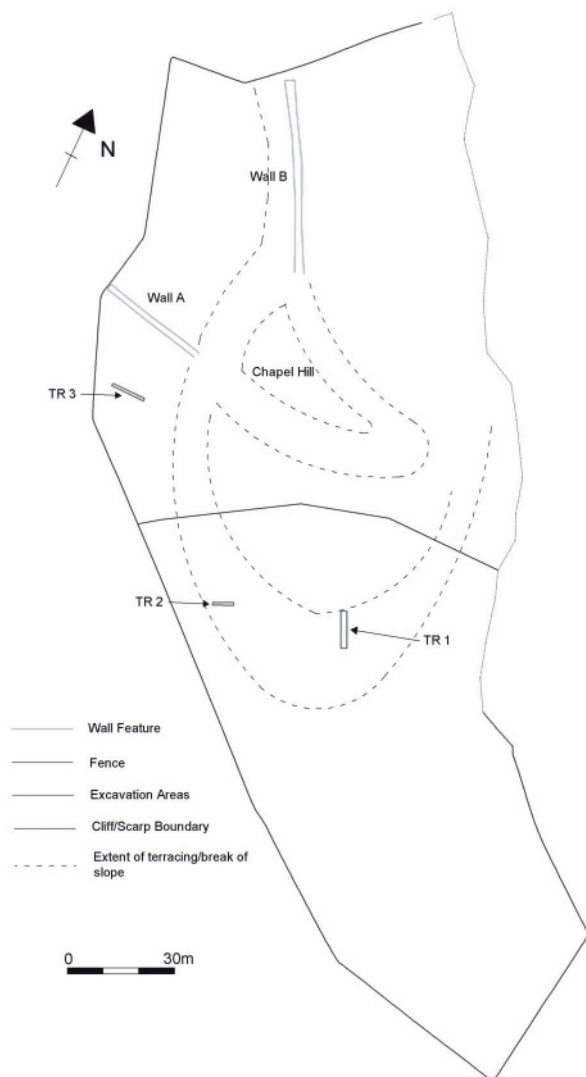 N
Wall B
Wall A
Chapel Hill
TR 3
TR 2
TR 1
Wall Feature
Fence
Excavation Areas
Cliff/Scarp Boundary
Extent of terracing/break of
slope
0 30m